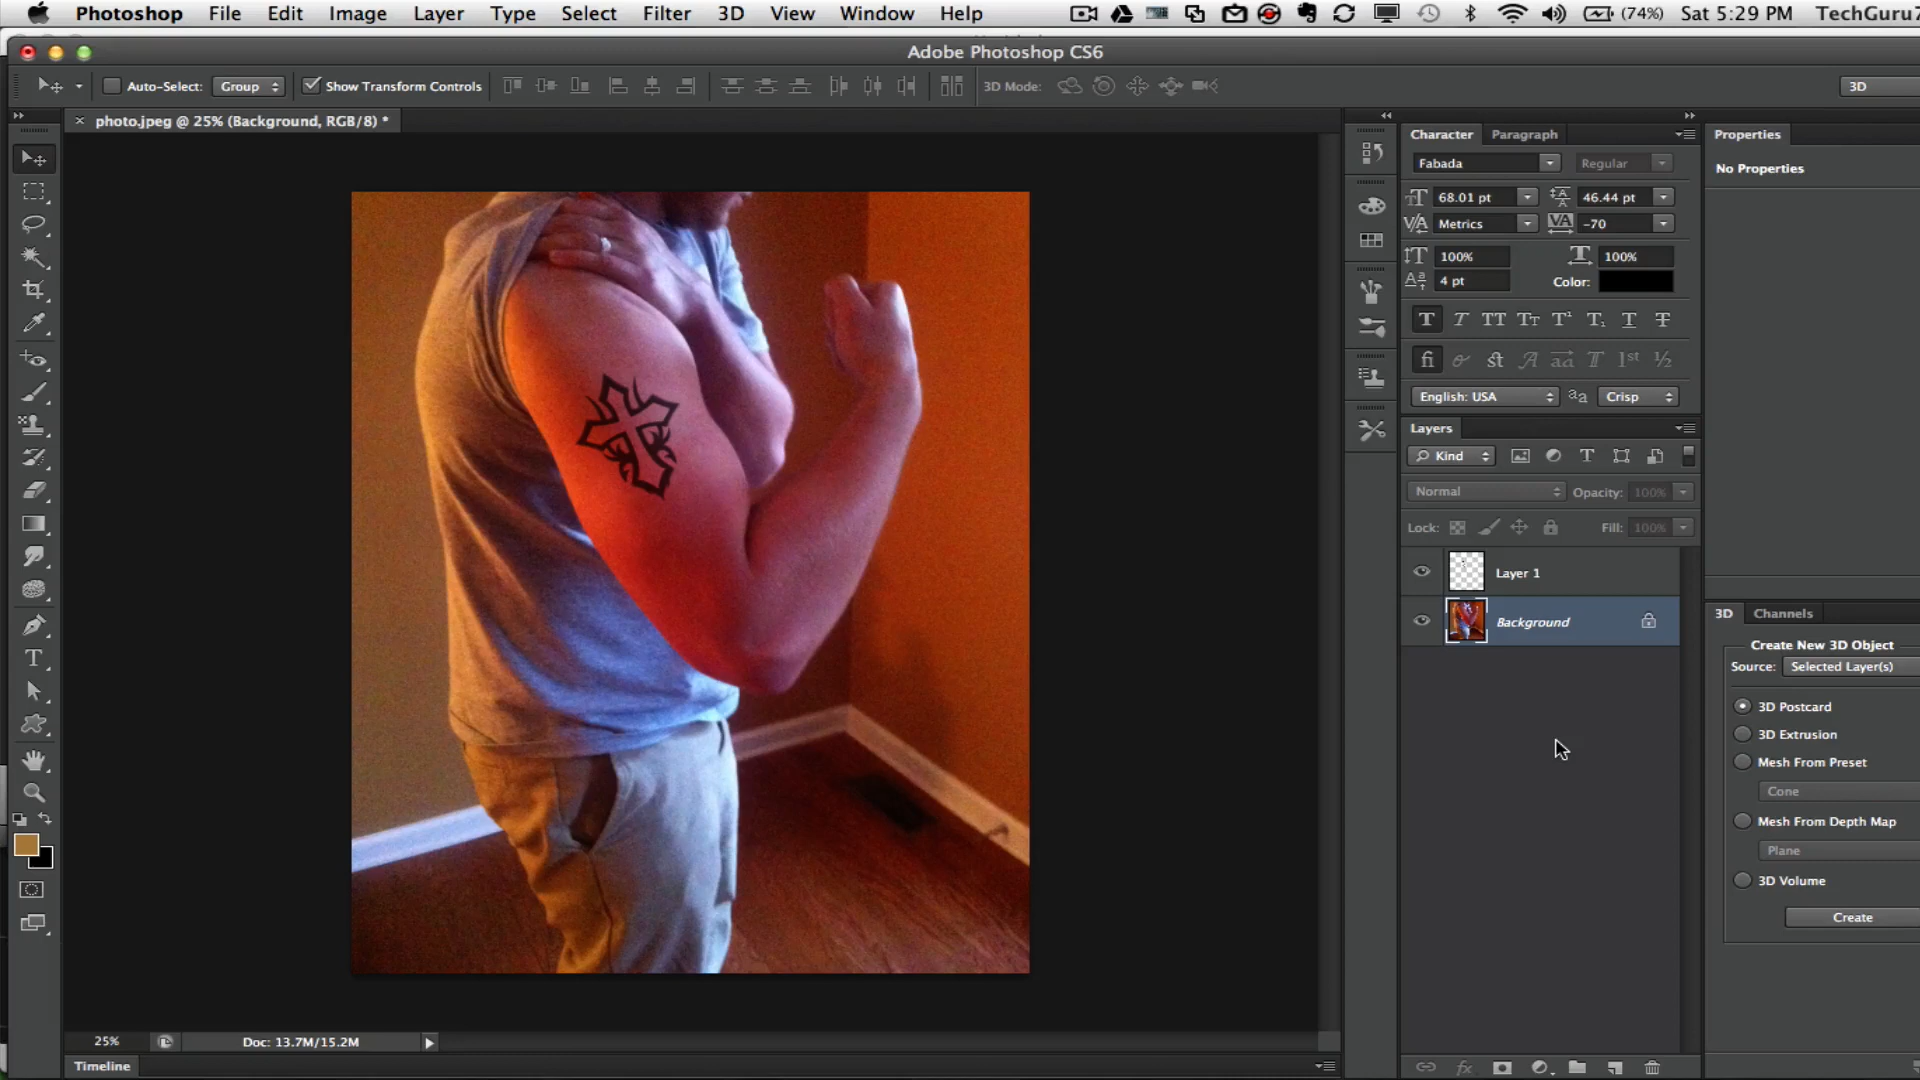 Photoshop File Edit Image Layer Type Select Filter 3D View Window Help (74%) Sat 5:29 PM TechGuru7
Adobe Photoshop CS6
Auto-Select: Group Show Transform Controls 3D Mode: 3D
× photo.jpeg @ 25% (Background, RGB/8) *
Character Paragraph
Fabada Regular
68.01 pt 46.44 pt
Metrics -70
100% 100%
4 pt Color:
English: USA aa Crisp
Layers
Kind
Normal Opacity: 100%
Lock: Fill: 100%
Layer 1
Background
Properties
No Properties
3D Channels
Create New 3D Object
Source: Selected Layer(s)
3D Postcard
3D Extrusion
Mesh From Preset
Cone
Mesh From Depth Map
Plane
3D Volume
Create
25% Doc: 13.7M/15.2M
Timeline